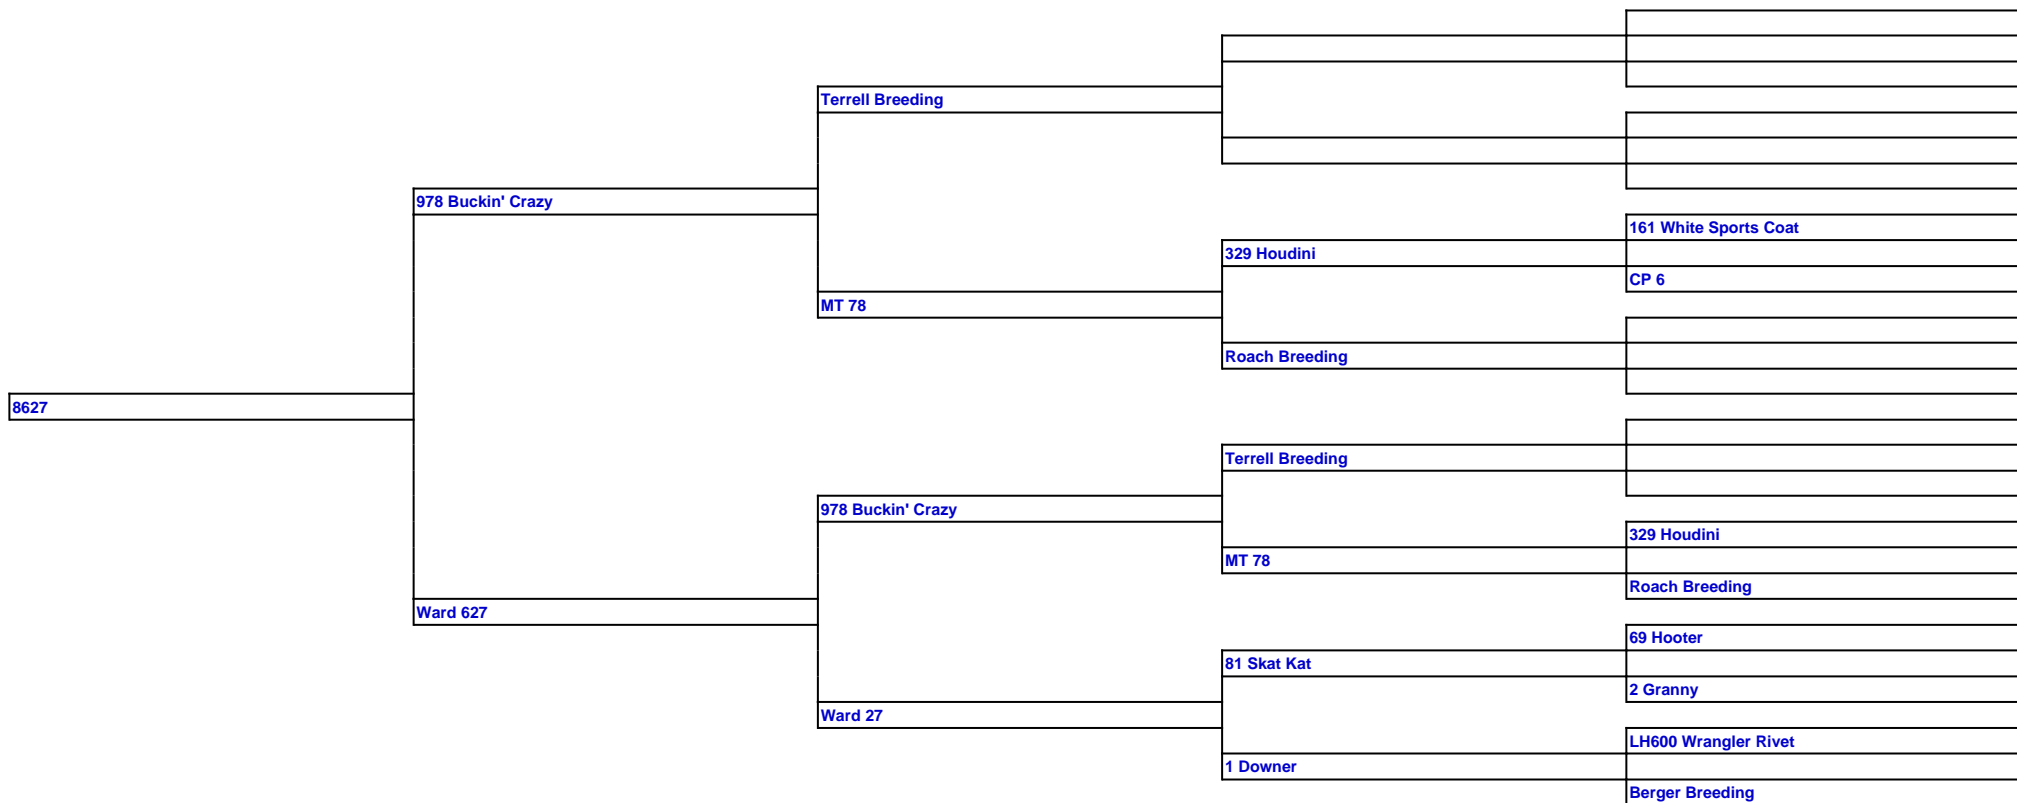 Terrell Breeding
978 Buckin' Crazy
161 White Sports Coat
329 Houdini
CP 6
MT 78
Roach Breeding
8627
Terrell Breeding
978 Buckin' Crazy
329 Houdini
MT 78
Roach Breeding
Ward 627
69 Hooter
81 Skat Kat
2 Granny
Ward 27
LH600 Wrangler Rivet
1 Downer
Berger Breeding